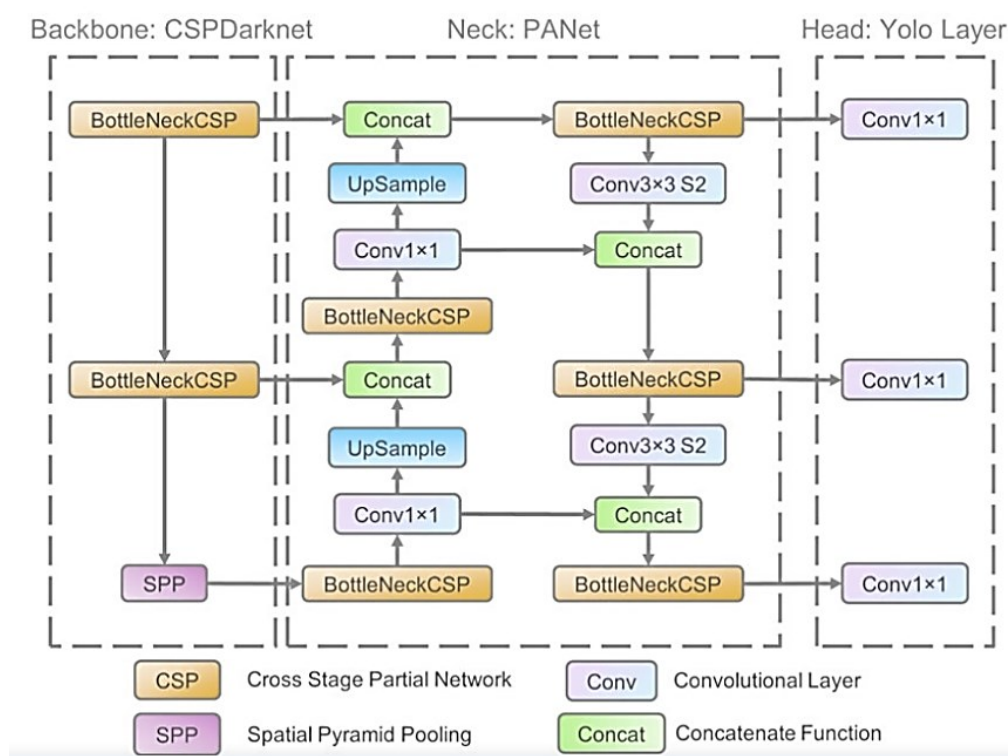 Backbone: CSPDarknet Neck: PANet Head: Yolo Layer
BottleNeckCSP Concat BottleNeckCSP Conv1×1
UpSample Conv3×3 S2
Conv1×1 Concat
BottleNeckCSP
BottleNeckCSP Concat BottleNeckCSP Conv1×1
UpSample Conv3×3 S2
Conv1×1 Concat
SPP BottleNeckCSP BottleNeckCSP Conv1×1
CSP Cross Stage Partial Network Conv Convolutional Layer
SPP Spatial Pyramid Pooling Concat Concatenate Function